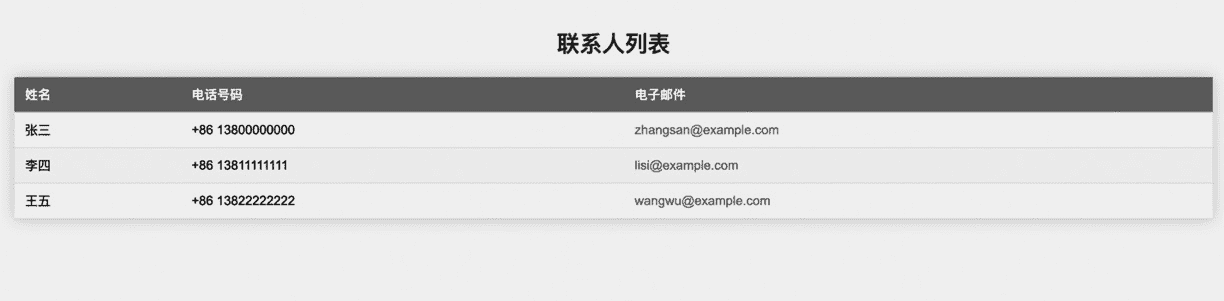 联系人列表
姓名 电话号码 电子邮件
张三 +86 13800000000 zhangsan@example.com
李四 +86 13811111111 lisi@example.com
王五 +86 13822222222 wangwu@example.com